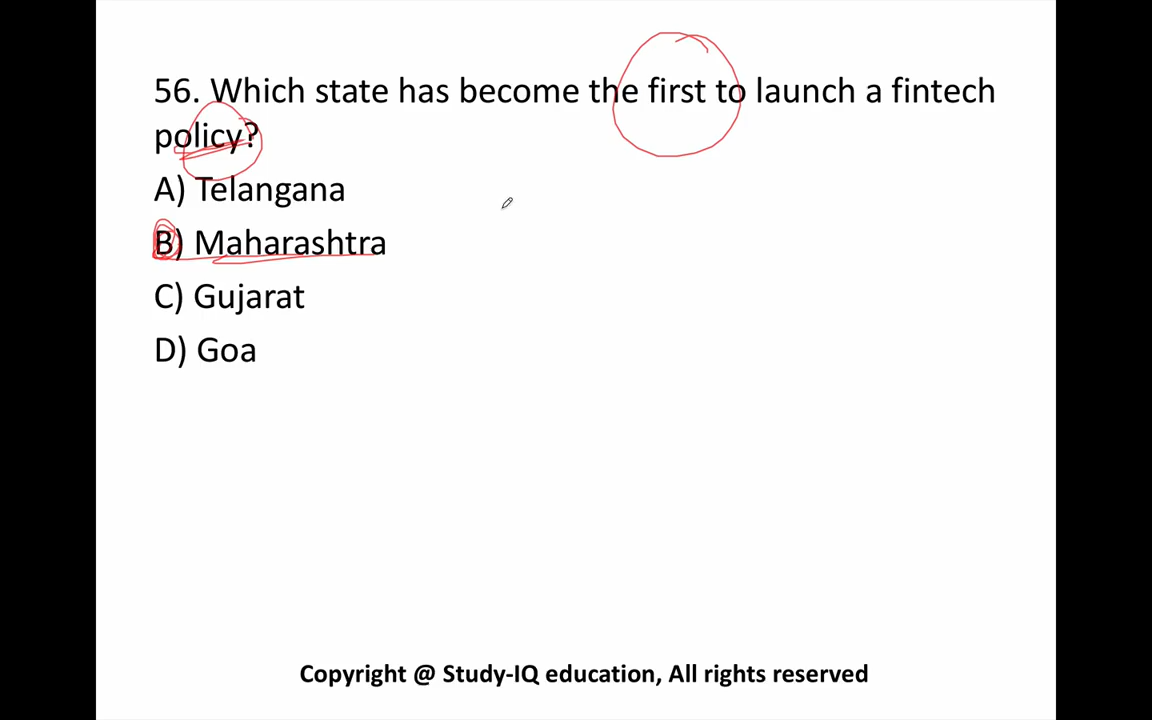 56. Which state has become the first to launch a fintech
policy?
A) Telangana
B) Maharashtra
C) Gujarat
D) Goa
Copyright @ Study-IQ education, All rights reserved